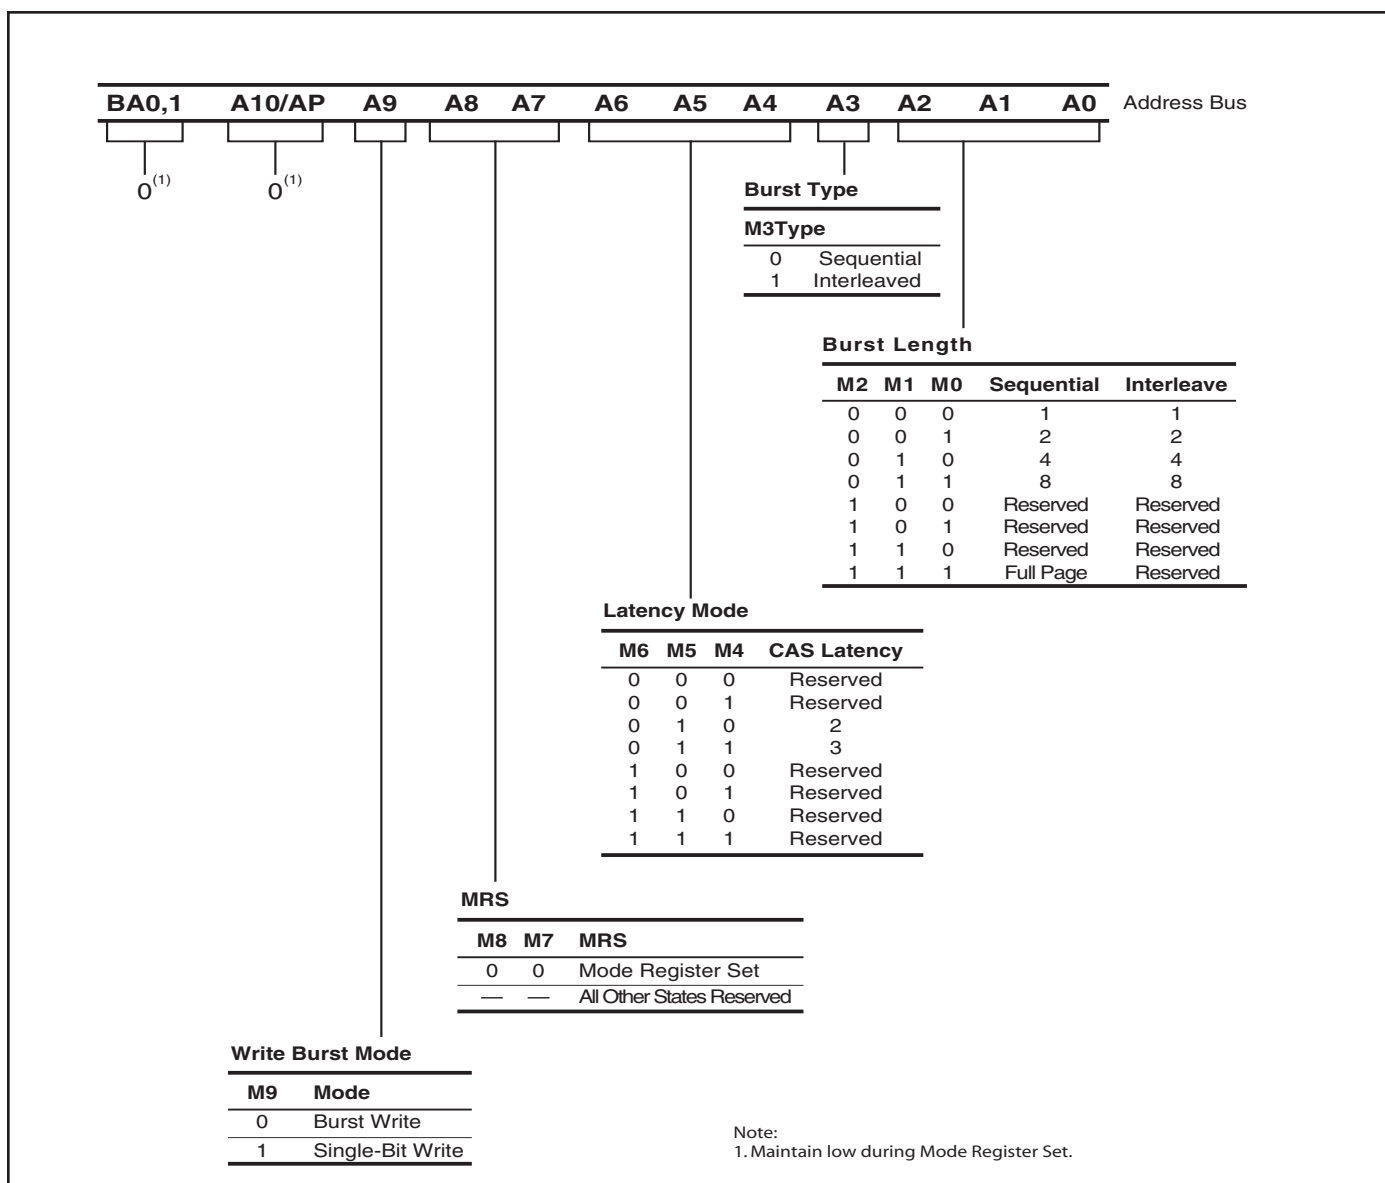 BA0,1 A10/AP A9 A8 A7 A6 A5 A4 A3 A2 A1 A0 Address Bus
0(1) 0(1)
Burst Type
M3Type
0 Sequential
1 Interleaved
Burst Length
M2 M1 M0 Sequential Interleave
0 0 0 1 1
0 0 1 2 2
0 1 0 4 4
0 1 1 8 8
1 0 0 Reserved Reserved
1 0 1 Reserved Reserved
1 1 0 Reserved Reserved
1 1 1 Full Page Reserved
Latency Mode
M6 M5 M4 CAS Latency
0 0 0 Reserved
0 0 1 Reserved
0 1 0 2
0 1 1 3
1 0 0 Reserved
1 0 1 Reserved
1 1 0 Reserved
1 1 1 Reserved
MRS
M8 M7 MRS
0 0 Mode Register Set
— — All Other States Reserved
Write Burst Mode
M9 Mode
0 Burst Write
1 Single-Bit Write
Note:
1. Maintain low during Mode Register Set.